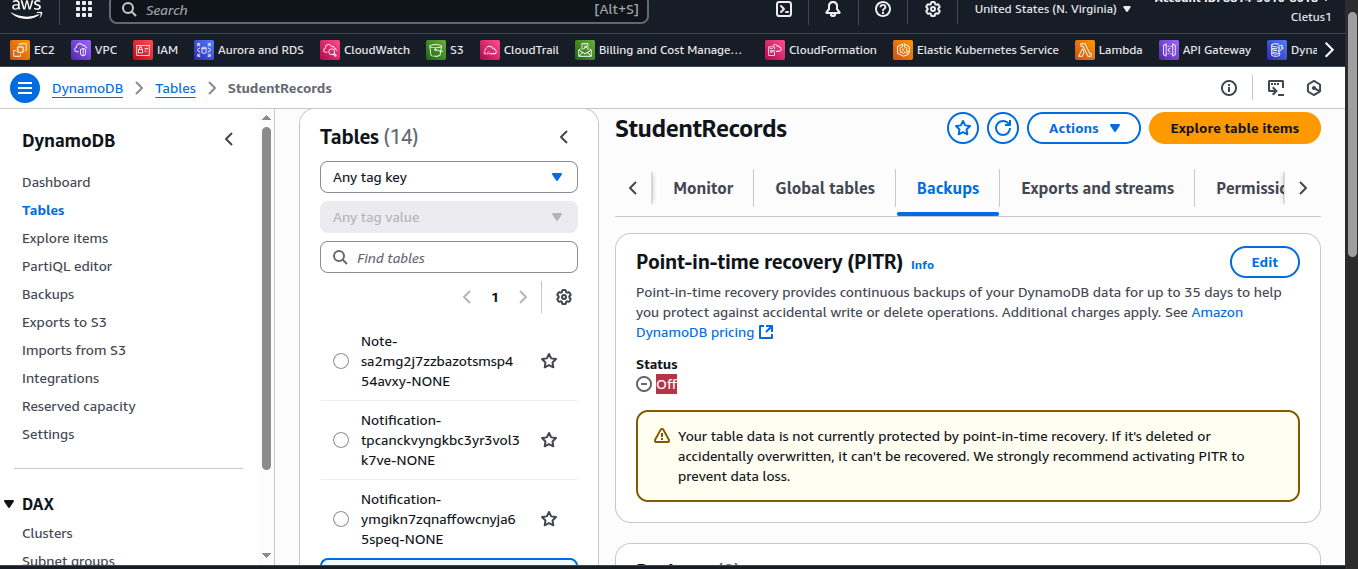 aws
Search
[Alt+S]
United States (N. Virginia)
Cletus1
EC2
VPC
IAM
Aurora and RDS
CloudWatch
S3
CloudTrail
Billing and Cost Manage...
CloudFormation
Elastic Kubernetes Service
Lambda
API Gateway
Dyna
DynamoDB
Tables
StudentRecords
DynamoDB
Dashboard
Tables
Explore items
PartiQL editor
Backups
Exports to S3
Imports from S3
Integrations
Reserved capacity
Settings
DAX
Clusters
Subnet groups
Tables (14)
Any tag key
Any tag value
Find tables
1
Note-
sa2mg2j7zzbazotsmsp4
54avxy-NONE
Notification-
tpcanckvyngkbc3yr3vol3
k7ve-NONE
Notification-
ymgikn7zqnaffowcnyja6
5speq-NONE
StudentRecords
Actions
Explore table items
Monitor
Global tables
Backups
Exports and streams
Permissio
Point-in-time recovery (PITR) Info
Edit
Point-in-time recovery provides continuous backups of your DynamoDB data for up to 35 days to help
you protect against accidental write or delete operations. Additional charges apply. See Amazon
DynamoDB pricing
Status
Off
Your table data is not currently protected by point-in-time recovery. If it's deleted or
accidentally overwritten, it can't be recovered. We strongly recommend activating PITR to
prevent data loss.